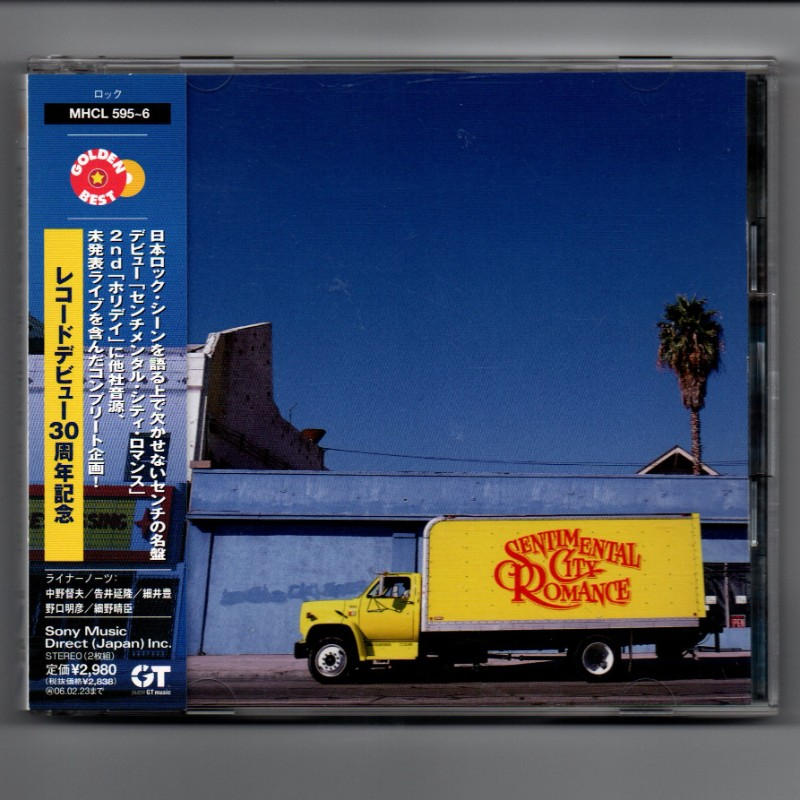 ロック
MHCL 595~6
GOLDEN
BEST
日本ロック・シーンを語る上で欠かせないセンチの名盤
デビュー「センチメンタル・シティ・ロマンス」
2nd「ホリデイ」に他社音源、
未発表ライブを含んだコンプリート企画！
レコードデビュー30周年記念
ライナーノーツ：
中野督夫／告井延隆／細井豊
野口明彦／細野晴臣
Sony Music
Direct (Japan) Inc.
STEREO (2枚組)
定価¥2,980
(税抜価格¥2,838)
06.02.23まで
GT
GT music
SENTIMENTAL
CITY
ROMANCE
OPEN